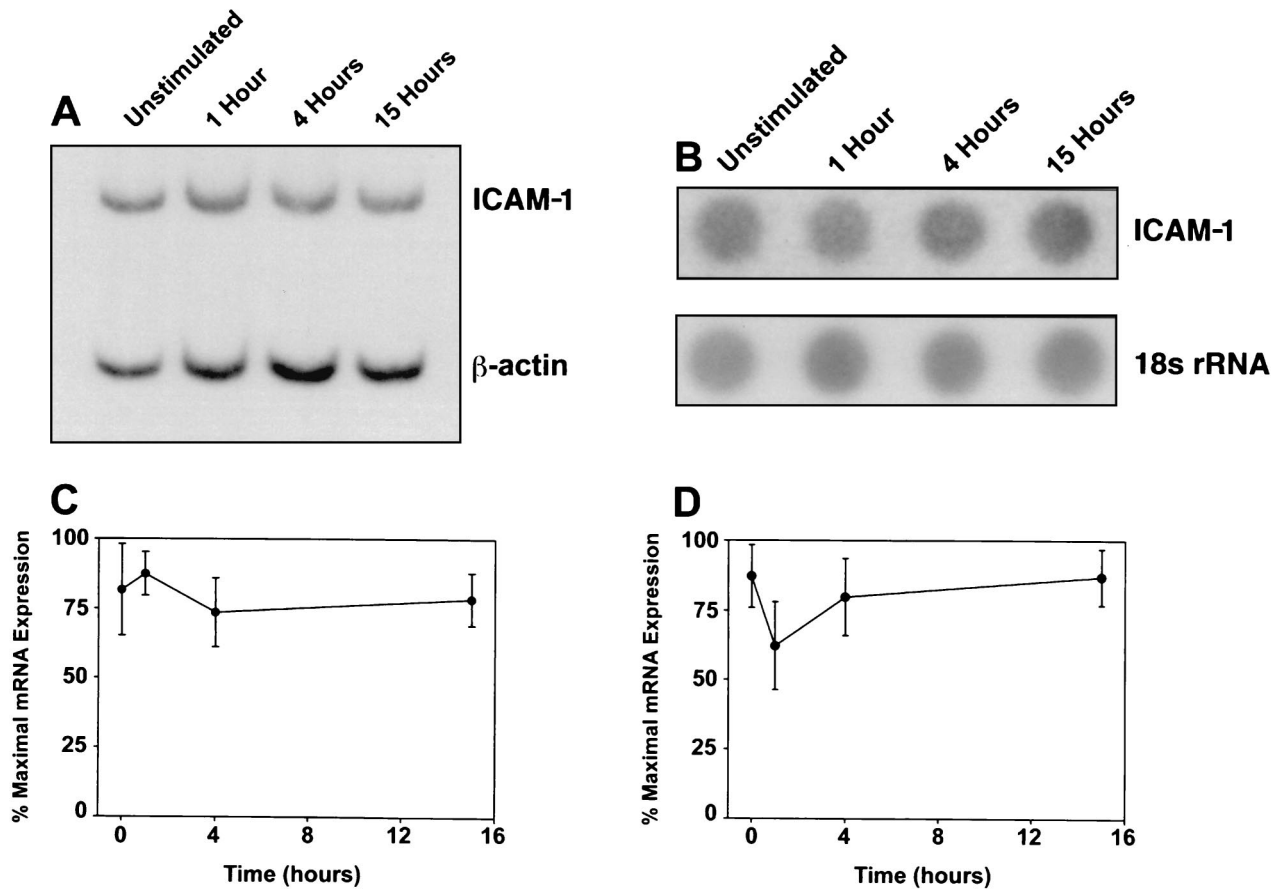 A
Unstimulated
1 Hour
4 Hours
15 Hours
ICAM-1
β-actin
B
Unstimulated
1 Hour
4 Hours
15 Hours
ICAM-1
18s rRNA
C
% Maximal mRNA Expression
100
75
50
25
0
0 4 8 12 16
Time (hours)
D
% Maximal mRNA Expression
100
75
50
25
0
0 4 8 12 16
Time (hours)